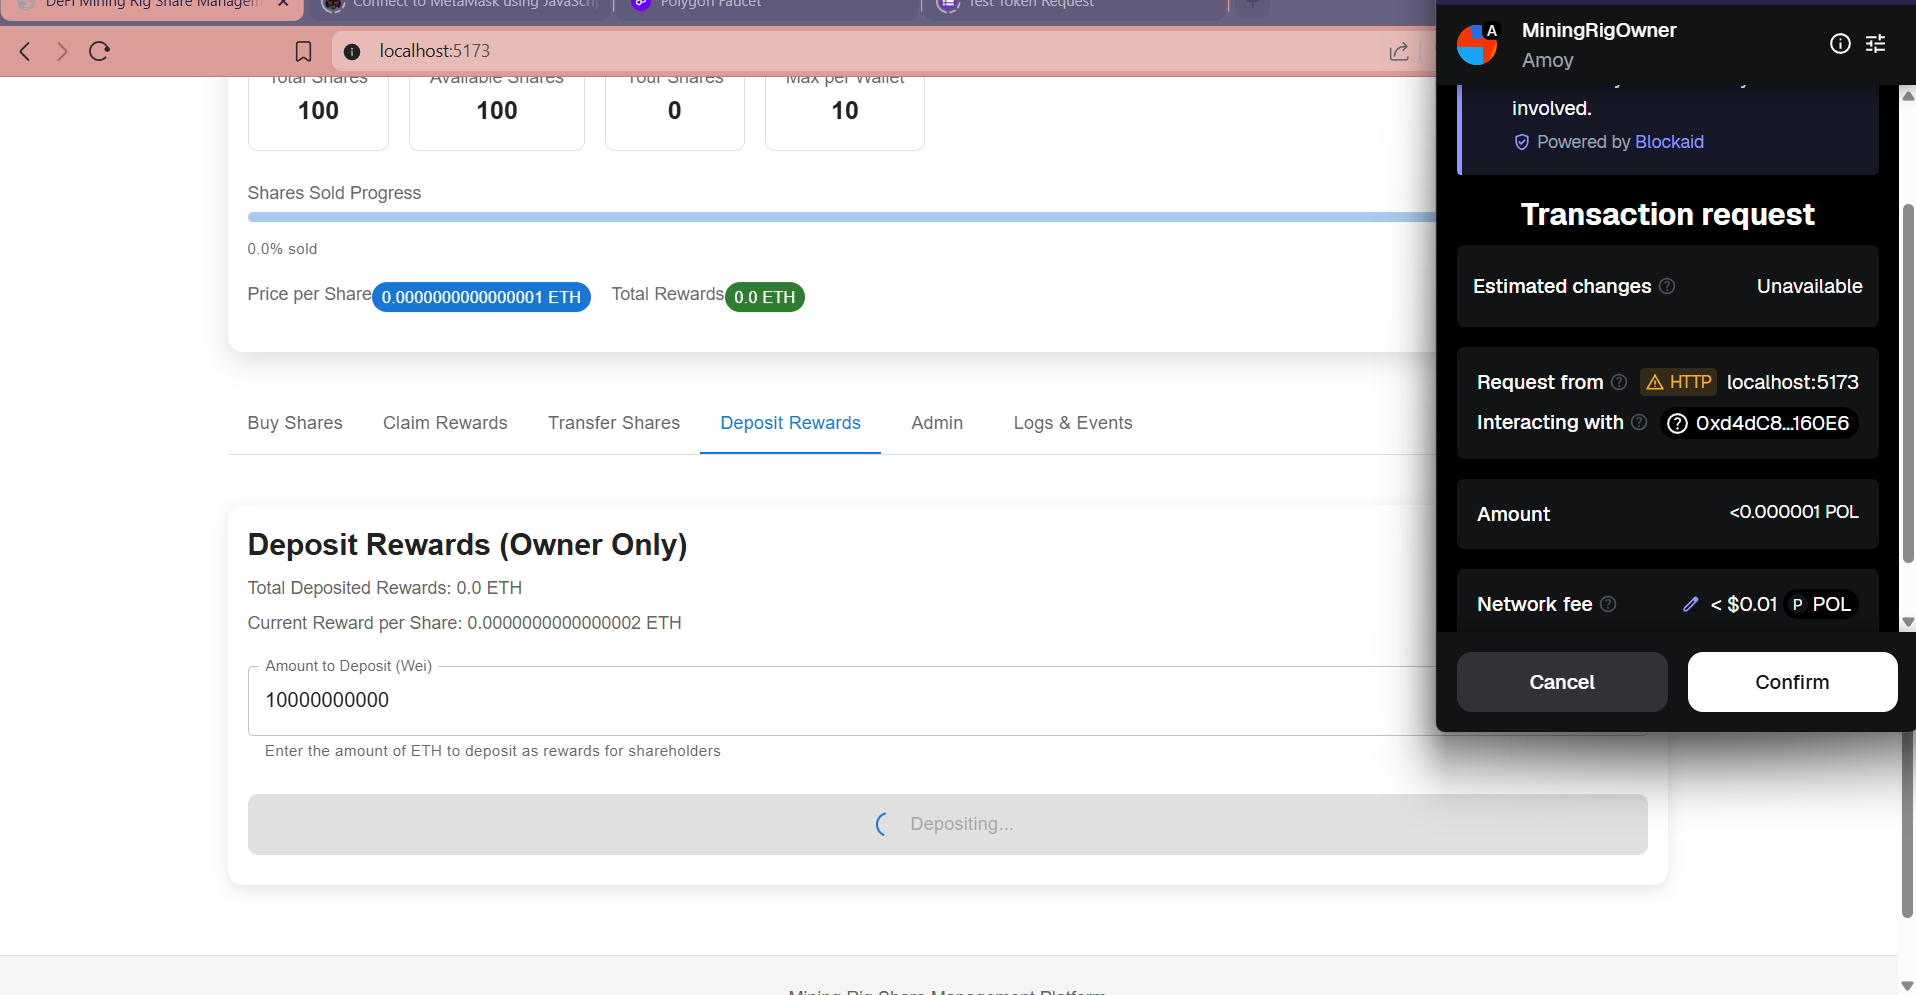 DeFi Mining Rig Share Managem
Connect to MetaMask using JavaScri
Polygon Faucet
Test Token Request
localhost:5173
Total Shares
100
Available Shares
100
Your Shares
0
Max per Wallet
10
Shares Sold Progress
0.0% sold
Price per Share 0.0000000000000001 ETH Total Rewards 0.0 ETH
Buy Shares
Claim Rewards
Transfer Shares
Deposit Rewards
Admin
Logs & Events
Deposit Rewards (Owner Only)
Total Deposited Rewards: 0.0 ETH
Current Reward per Share: 0.0000000000000002 ETH
Amount to Deposit (Wei)
10000000000
Enter the amount of ETH to deposit as rewards for shareholders
Depositing...
Mining Rig Share Management Platform
A
MiningRigOwner
Amoy
involved.
Powered by Blockaid
Transaction request
Estimated changes Unavailable
Request from HTTP localhost:5173
Interacting with 0xd4dC8...160E6
Amount <0.000001 POL
Network fee < $0.01 P POL
Cancel
Confirm